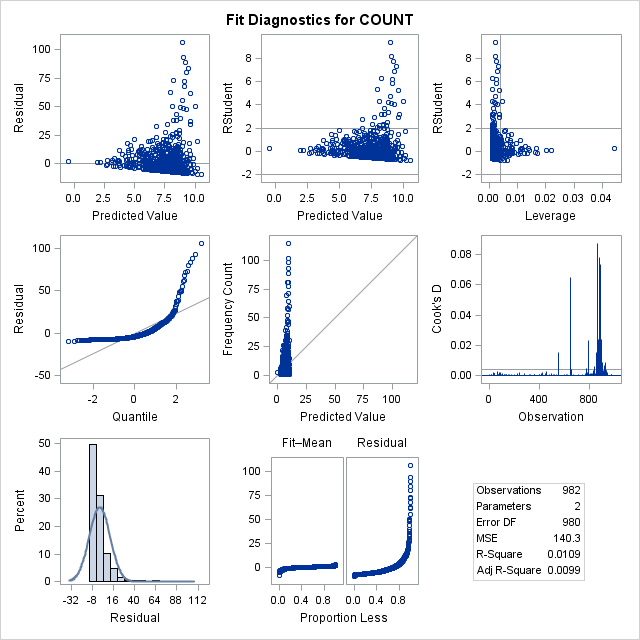 Fit Diagnostics for COUNT
Residual
100
75
50
25
0
0.0 2.5 5.0 7.5 10.0
Predicted Value
RStudent
8
6
4
2
0
-2
0.0 2.5 5.0 7.5 10.0
Predicted Value
RStudent
8
6
4
2
0
-2
0.00 0.01 0.02 0.03 0.04
Leverage
Residual
100
50
0
-50
-2 0 2
Quantile
Frequency Count
100
75
50
25
0
0 25 50 75 100
Predicted Value
Cook's D
0.08
0.06
0.04
0.02
0.00
0 400 800
Observation
Percent
50
40
30
20
10
0
-32 -8 16 40 64 88 112
Residual
Fit–Mean Residual
100
75
50
25
0
0.0 0.4 0.8 0.0 0.4 0.8
Proportion Less
Observations 982
Parameters 2
Error DF 980
MSE 140.3
R-Square 0.0109
Adj R-Square 0.0099